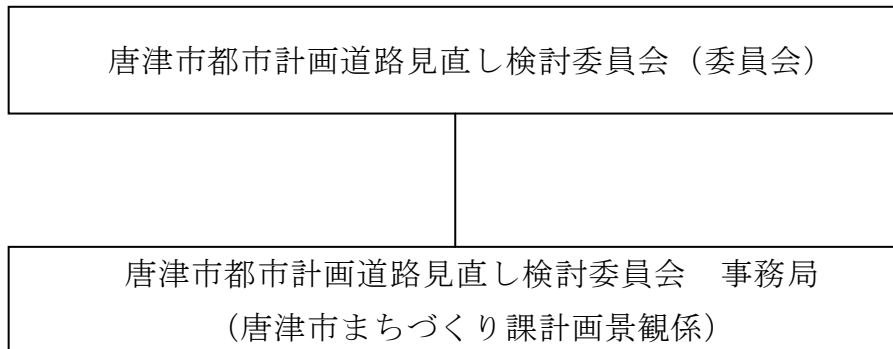 唐津市都市計画道路見直し検討委員会（委員会）
唐津市都市計画道路見直し検討委員会　事務局
（唐津市まちづくり課計画景観係）